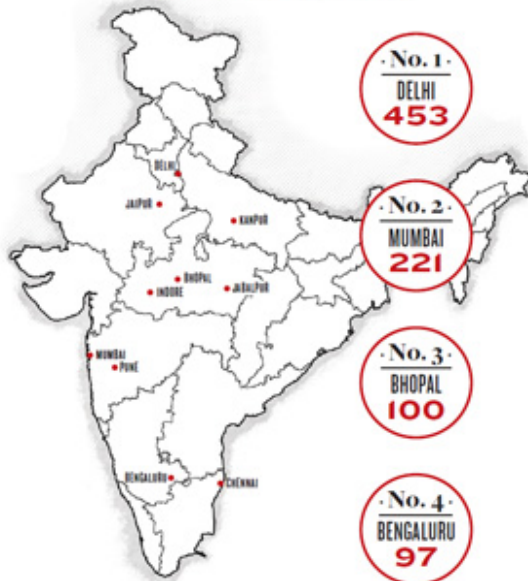 DELHI
JAIPUR
KANPUR
BHOPAL
INDORE
JABALPUR
MUMBAI
PUNE
BENGALURU
CHENNAI
· No. 1 ·
DELHI
453
· No. 2 ·
MUMBAI
221
· No. 3 ·
BHOPAL
100
· No. 4 ·
BENGALURU
97